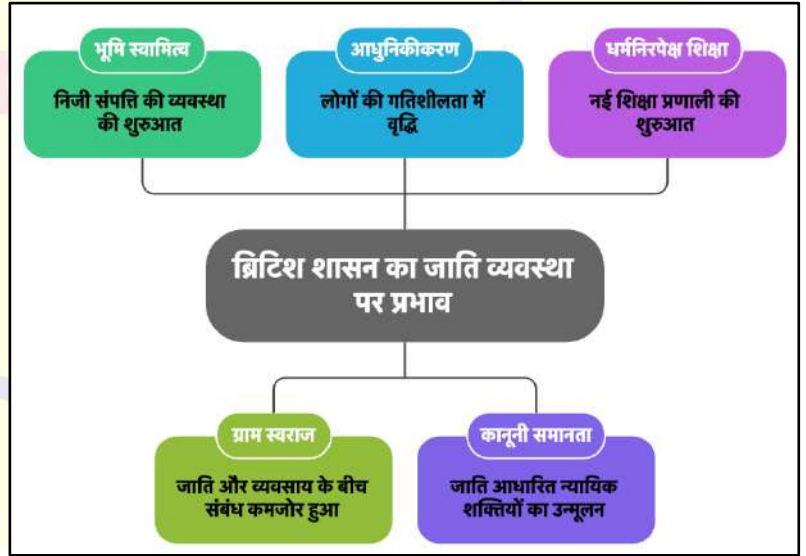 भूमि स्वामित्व
निजी संपत्ति की व्यवस्था
की शुरुआत
आधुनिकीकरण
लोगों की गतिशीलता में
वृद्धि
धर्मनिरपेक्ष शिक्षा
नई शिक्षा प्रणाली की
शुरुआत
ब्रिटिश शासन का जाति व्यवस्था
पर प्रभाव
ग्राम स्वराज
जाति और व्यवसाय के बीच
संबंध कमजोर हुआ
कानूनी समानता
जाति आधारित न्यायिक
शक्तियों का उन्मूलन